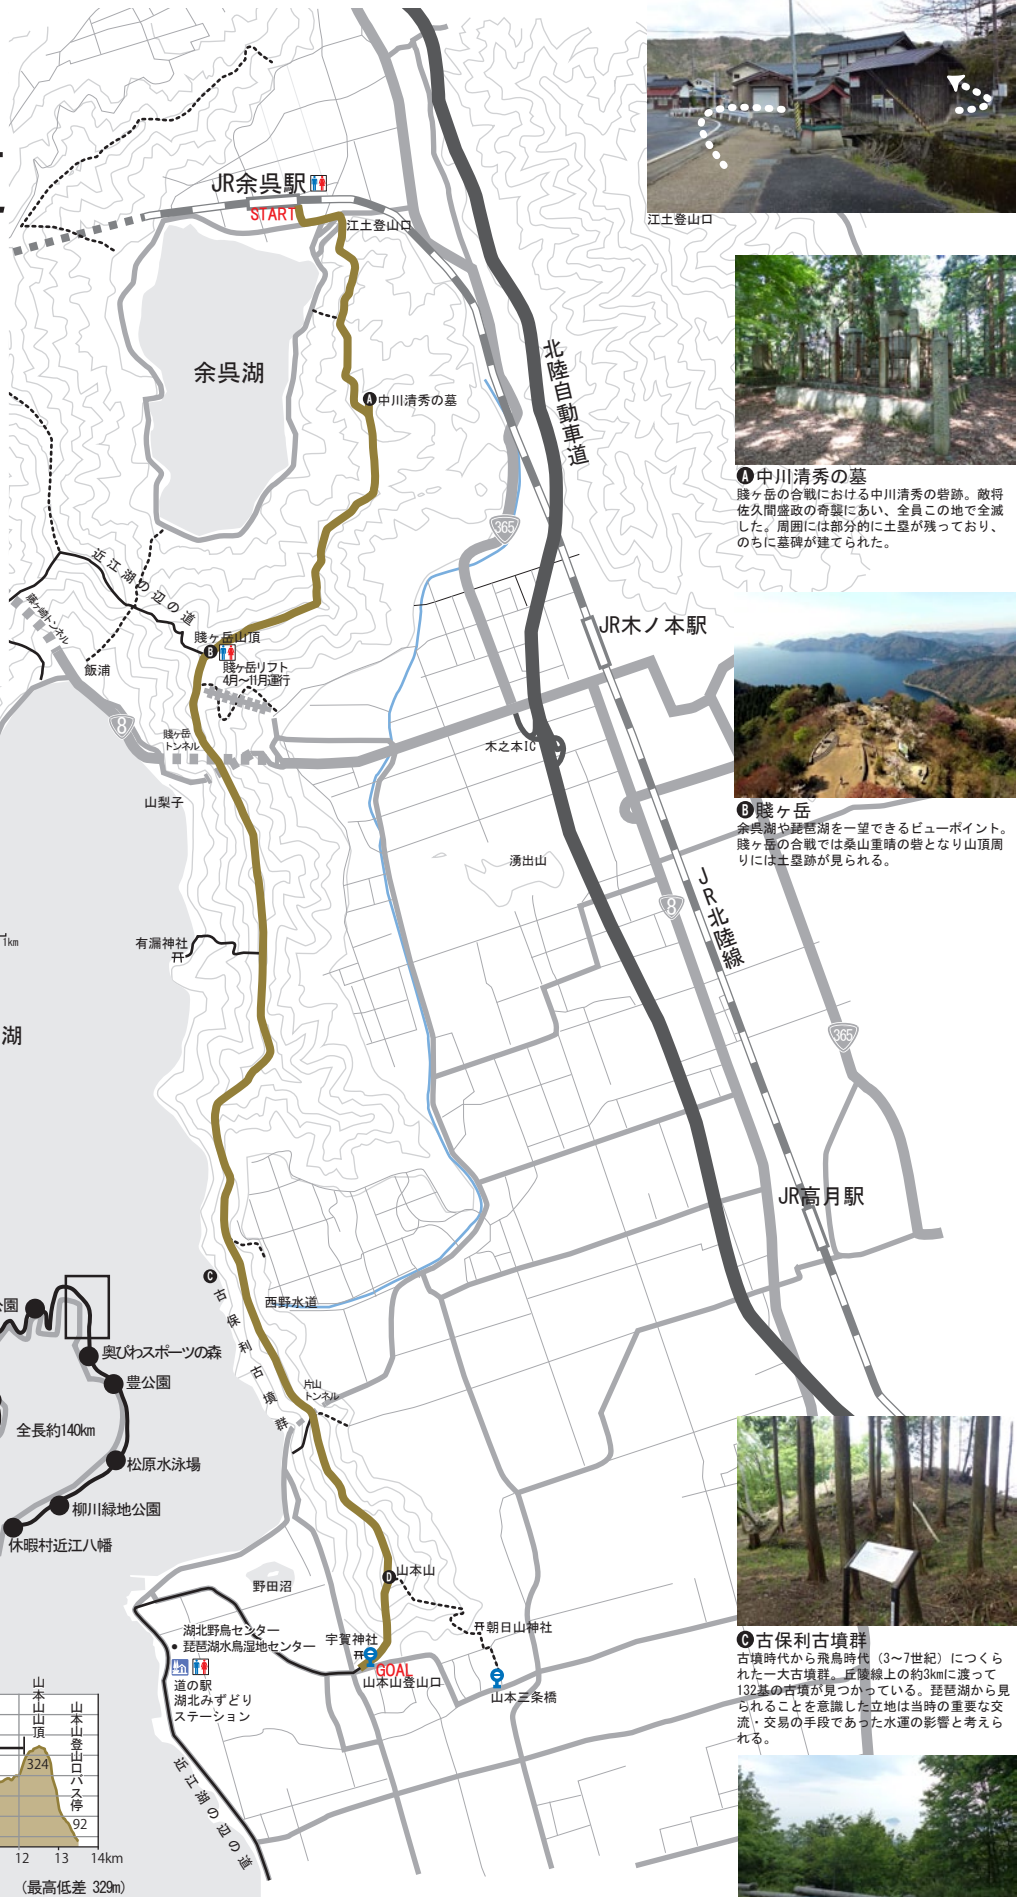 江土登山口
JR余呉駅
START
江土登山口
余呉湖
A中川清秀の墓
北陸自動車道
365
A中川清秀の墓
賤ヶ岳の合戦における中川清秀の砦跡。敵将
佐久間盛政の奇襲にあい、全員この地で全滅
した。周囲には部分的に土塁が残っており、
のちに墓碑が建てられた。
近江湖の辺の道
藤ヶ崎トンネル
飯浦
賤ヶ岳山頂
B
賤ヶ岳リフト
4月〜11月運行
JR木ノ本駅
8
賤ヶ岳
トンネル
木之本IC
山梨子
B賤ヶ岳
余呉湖や琵琶湖を一望できるビューポイント。
賤ヶ岳の合戦では桑山重晴の砦となり山頂周
りには土塁跡が見られる。
湧出山
JR北陸線
8
有漏神社
1km
湖
365
JR高月駅
C古保利古墳群
西野水道
公園
奥びわスポーツの森
豊公園
全長約140km
松原水泳場
柳川緑地公園
休暇村近江八幡
片山
トンネル
D山本山
野田沼
朝日山神社
湖北野鳥センター
琵琶湖水鳥湿地センター
宇賀神社
GOAL
山本山登山口
山本三条橋
道の駅
湖北みずどり
ステーション
近江湖の辺の道
C古保利古墳群
古墳時代から飛鳥時代（3〜7世紀）につくら
れた一大古墳群。丘陵線上の約3kmに渡って
132基の古墳が見つかっている。琵琶湖から見
られることを意識した立地は当時の重要な交
流・交易の手段であった水運の影響と考えら
れる。
山本山山頂
山本山登山口バス停
324
92
12 13 14km
（最高低差 329m）